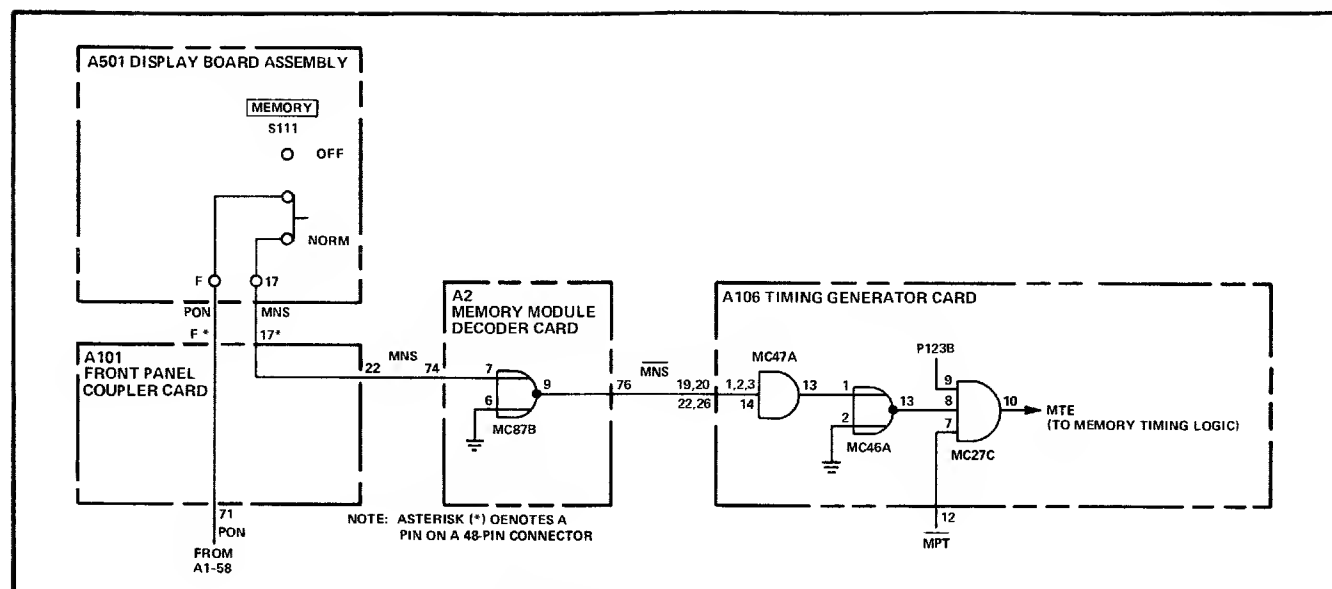 A501 DISPLAY BOARD ASSEMBLY
MEMORY
S111
OFF
NORM
F
17
PON
MNS
F *
17*
A101
FRONT PANEL
COUPLER CARD
22
MNS
74
71
PON
FROM
A1-58
A2
MEMORY MODULE
DECODER CARD
7
6
9
MC87B
76
MNS
19,20
22,26
A106 TIMING GENERATOR CARD
1,2,3
14
MC47A
13
1
2
MC46A
13
P123B
9
8
7
MC27C
10
MTE
(TO MEMORY TIMING LOGIC)
12
MPT
NOTE: ASTERISK (*) OENOTES A
PIN ON A 48-PIN CONNECTOR